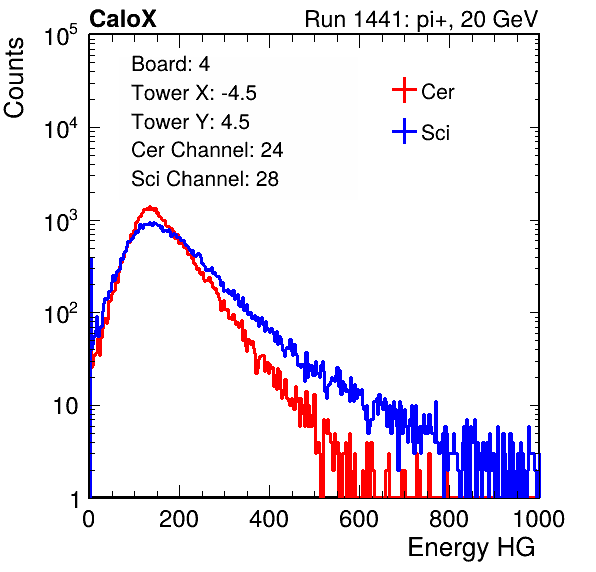 CaloX Run 1441: pi+, 20 GeV
Counts
10^5
10^4
10^3
10^2
10
1
Board: 4
Tower X: -4.5
Tower Y: 4.5
Cer Channel: 24
Sci Channel: 28
Cer
Sci
0 200 400 600 800 1000
Energy HG